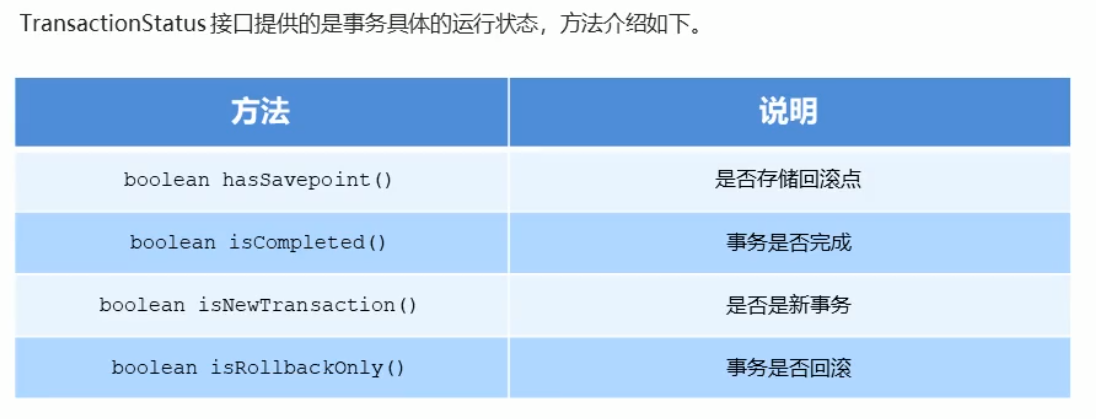 TransactionStatus 接口提供的是事务具体的运行状态，方法介绍如下。
方法 说明
boolean hasSavepoint() 是否存储回滚点
boolean isCompleted() 事务是否完成
boolean isNewTransaction() 是否是新事务
boolean isRollbackOnly() 事务是否回滚